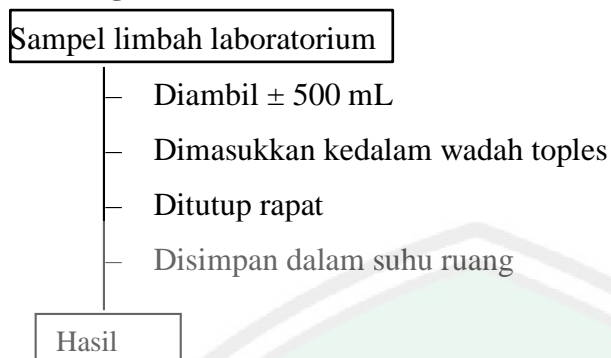 Sampel limbah laboratorium
– Diambil ± 500 mL
– Dimasukkan kedalam wadah toples
– Ditutup rapat
– Disimpan dalam suhu ruang
Hasil